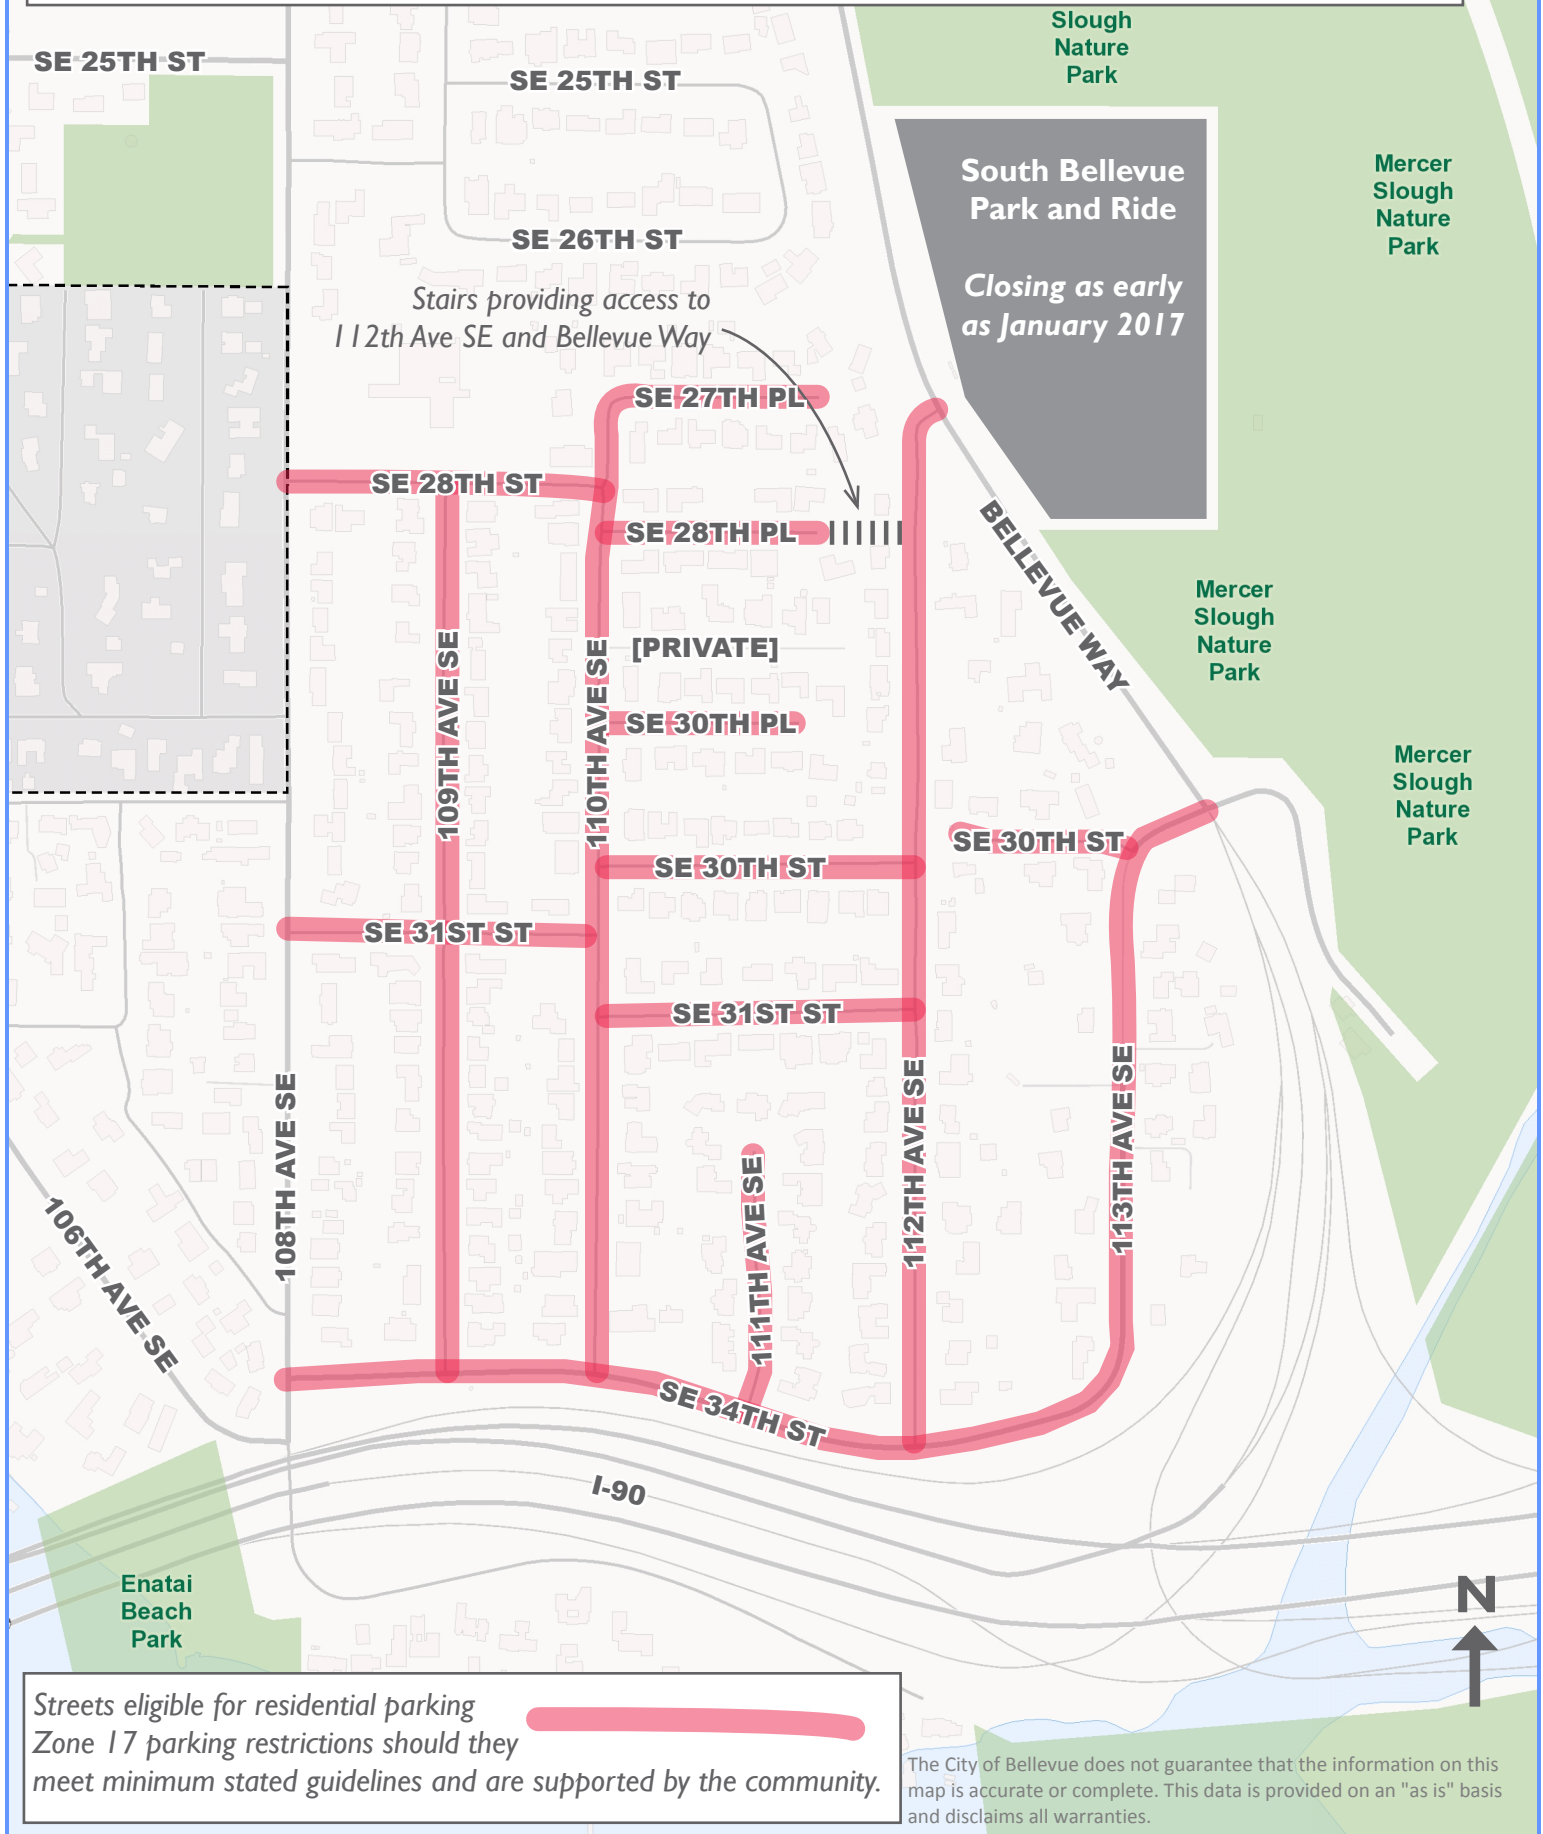 Slough
Nature
Park
SE 25TH ST
SE 25TH ST
South Bellevue
Park and Ride
Closing as early
as January 2017
Mercer
Slough
Nature
Park
SE 26TH ST
Stairs providing access to
112th Ave SE and Bellevue Way
SE 27TH PL
SE 28TH ST
SE 28TH PL
BELLEVUE WAY
Mercer
Slough
Nature
Park
109TH AVE SE
110TH AVE SE
[PRIVATE]
SE 30TH PL
Mercer
Slough
Nature
Park
SE 30TH ST
SE 30TH ST
SE 31ST ST
SE 31ST ST
108TH AVE SE
106TH AVE SE
111TH AVE SE
112TH AVE SE
113TH AVE SE
SE 34TH ST
I-90
Enatai
Beach
Park
N
Streets eligible for residential parking
Zone 17 parking restrictions should they
meet minimum stated guidelines and are supported by the community.
The City of Bellevue does not guarantee that the information on this
map is accurate or complete. This data is provided on an "as is" basis
and disclaims all warranties.